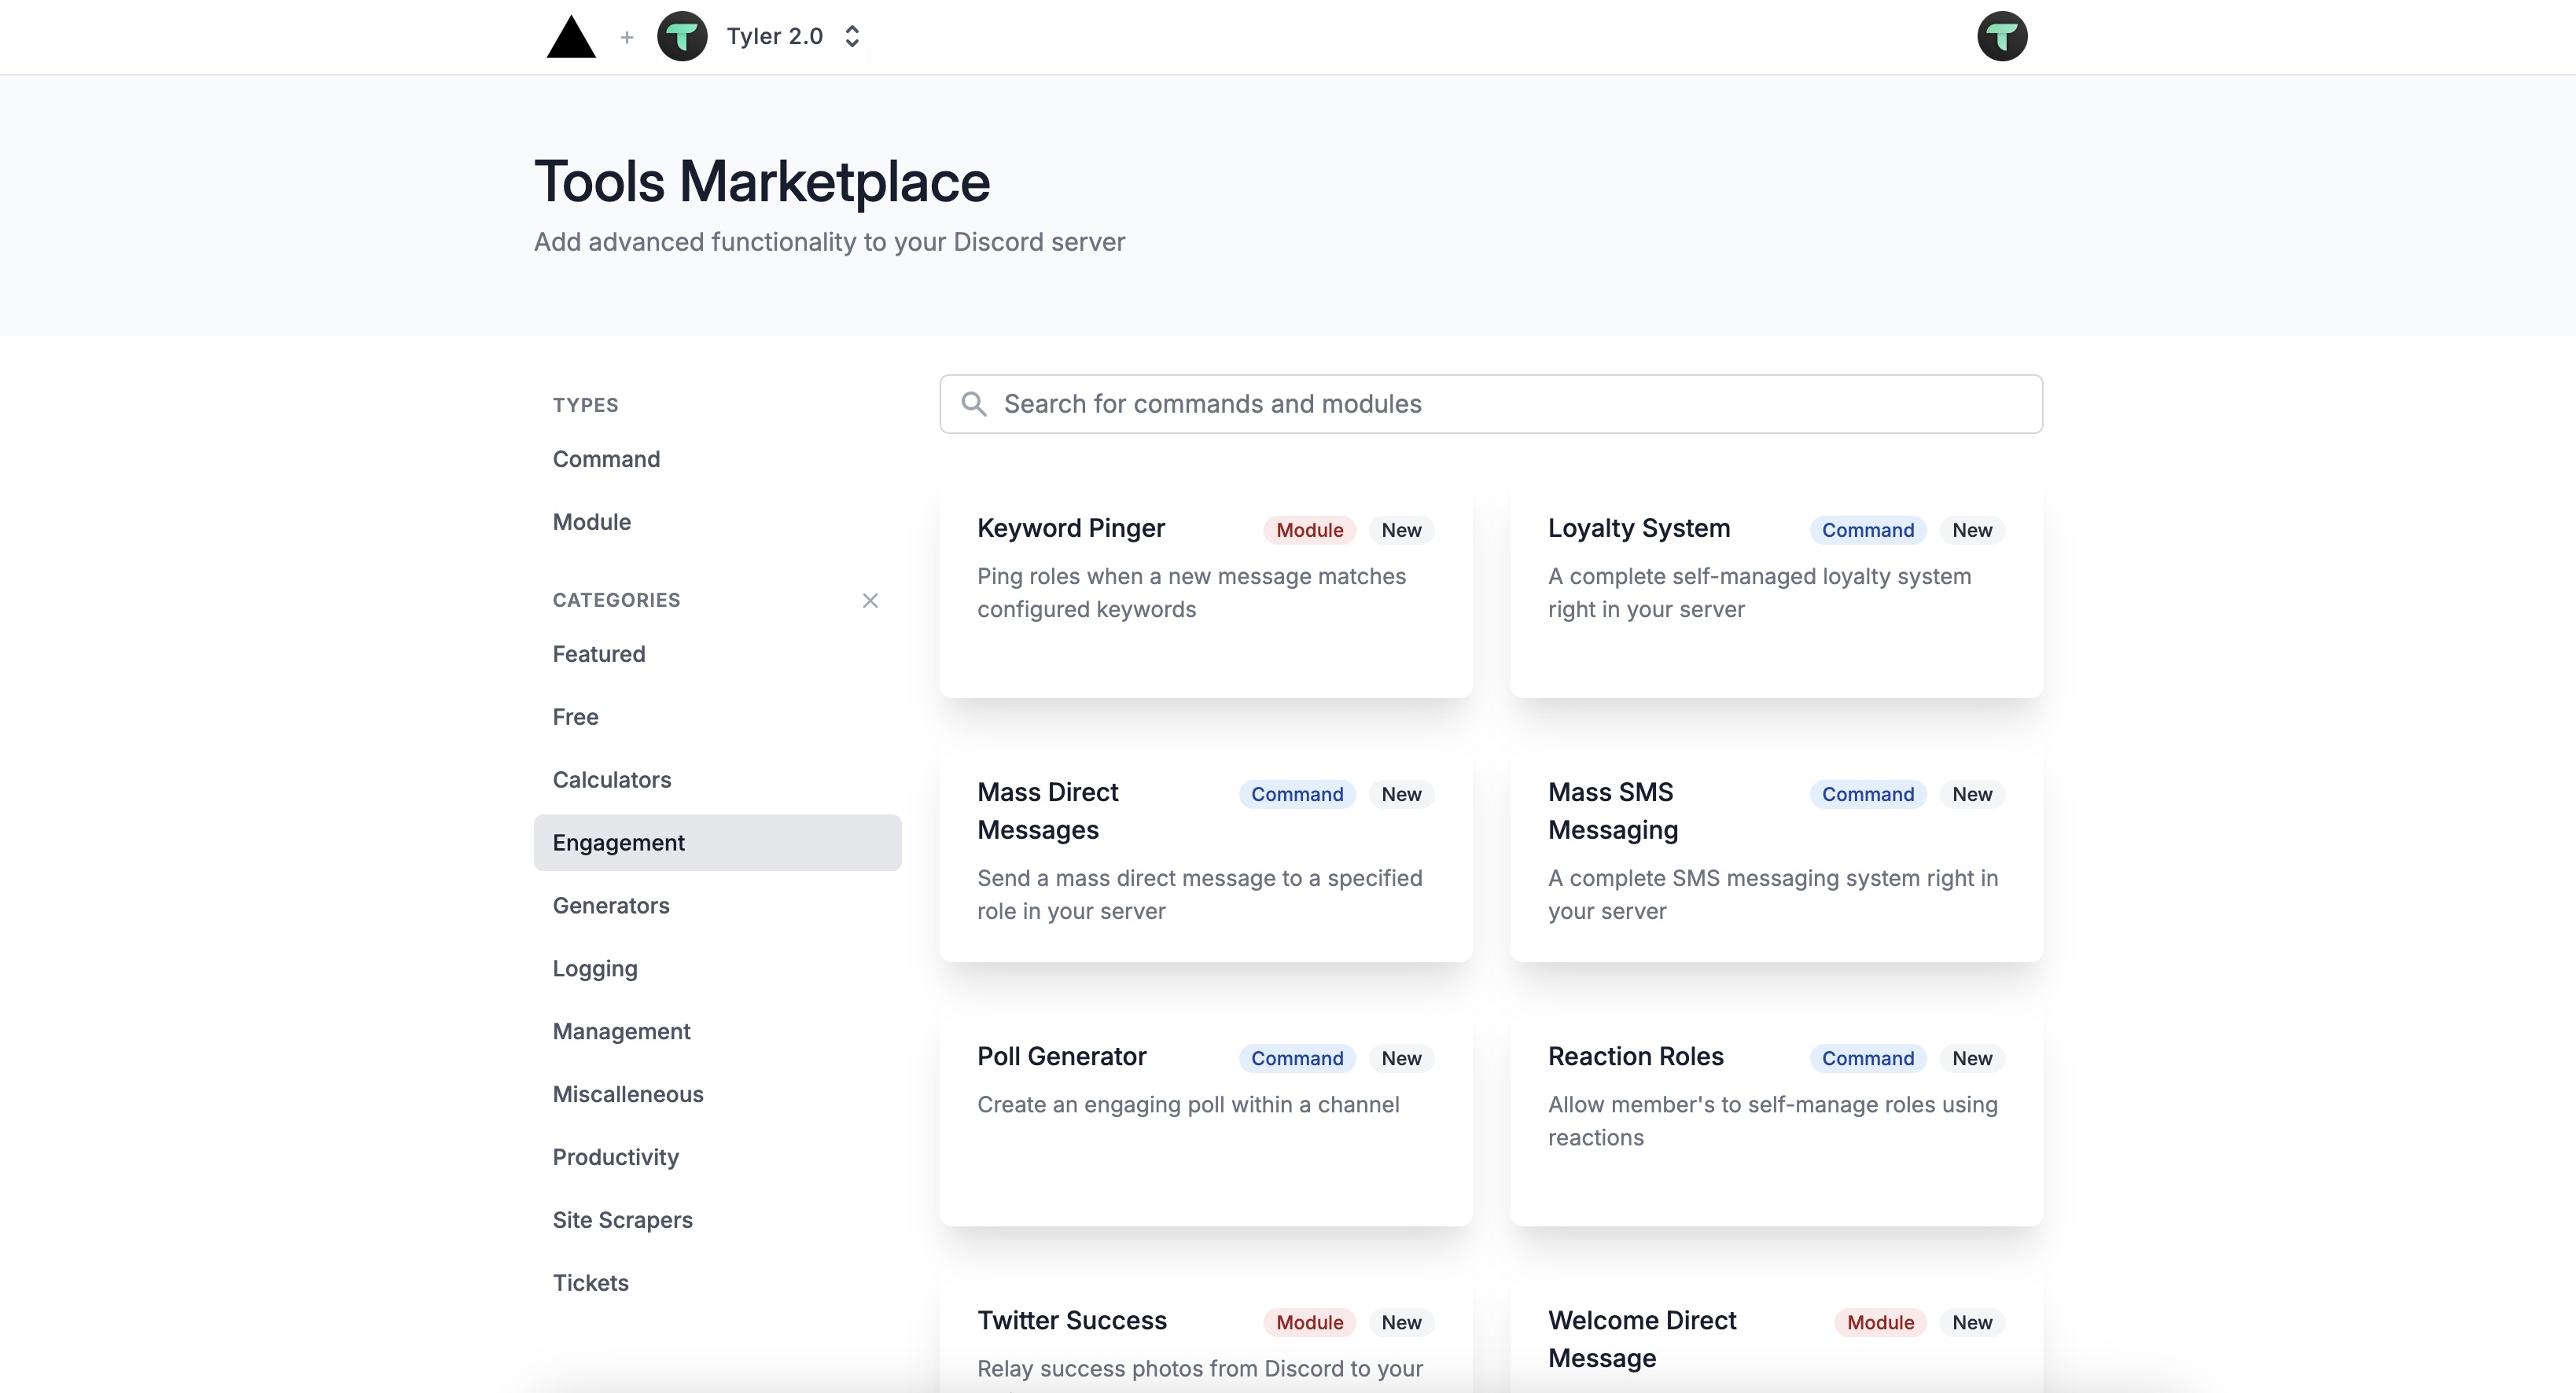 + Tyler 2.0
Tools Marketplace
Add advanced functionality to your Discord server
TYPES
Command
Module
CATEGORIES
Featured
Free
Calculators
Engagement
Generators
Logging
Management
Miscalleneous
Productivity
Site Scrapers
Tickets
Search for commands and modules
Keyword Pinger Module New
Ping roles when a new message matches
configured keywords
Loyalty System Command New
A complete self-managed loyalty system
right in your server
Mass Direct Command New
Messages
Send a mass direct message to a specified
role in your server
Mass SMS Command New
Messaging
A complete SMS messaging system right in
your server
Poll Generator Command New
Create an engaging poll within a channel
Reaction Roles Command New
Allow member's to self-manage roles using
reactions
Twitter Success Module New
Relay success photos from Discord to your
Welcome Direct Module New
Message